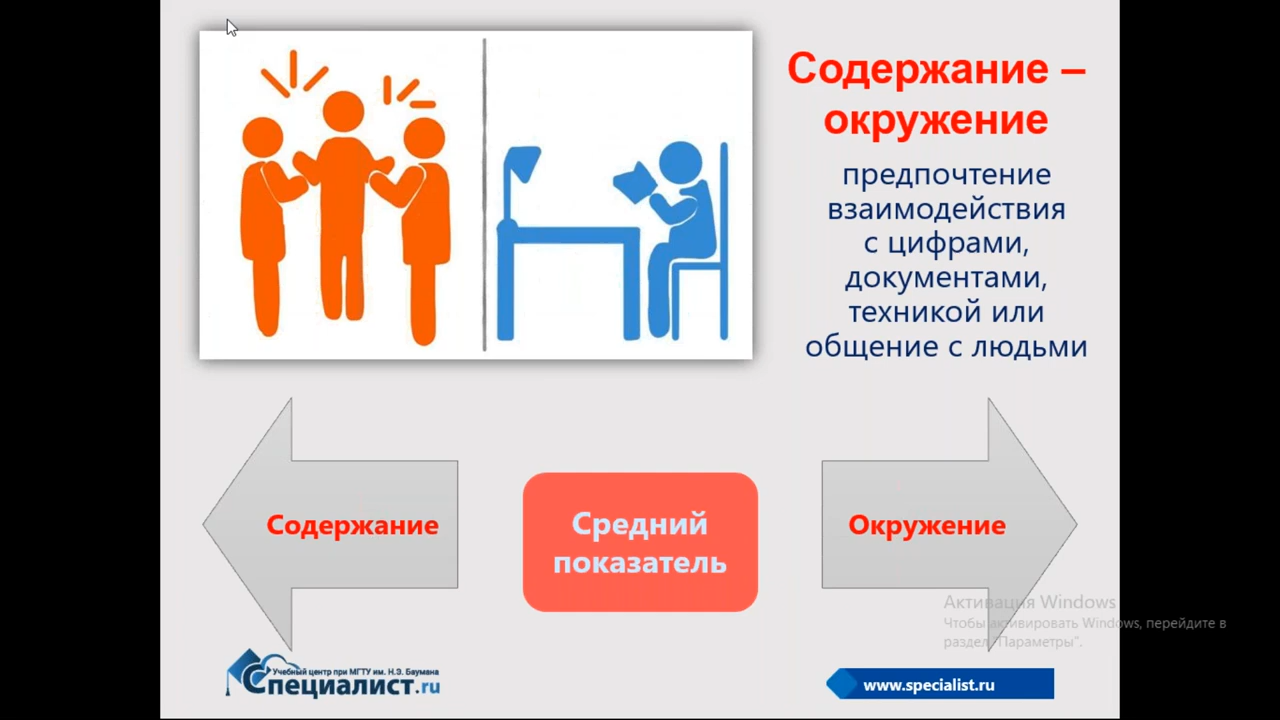 Содержание –
окружение
предпочтение
взаимодействия
с цифрами,
документами,
техникой или
общение с людьми
Содержание
Средний
показатель
Окружение
Активация Windows
Чтобы активировать Windows, перейдите в
раздел "Параметры".
Учебный центр при МГТУ им. Н.Э. Баумана
Специалист.ru
www.specialist.ru